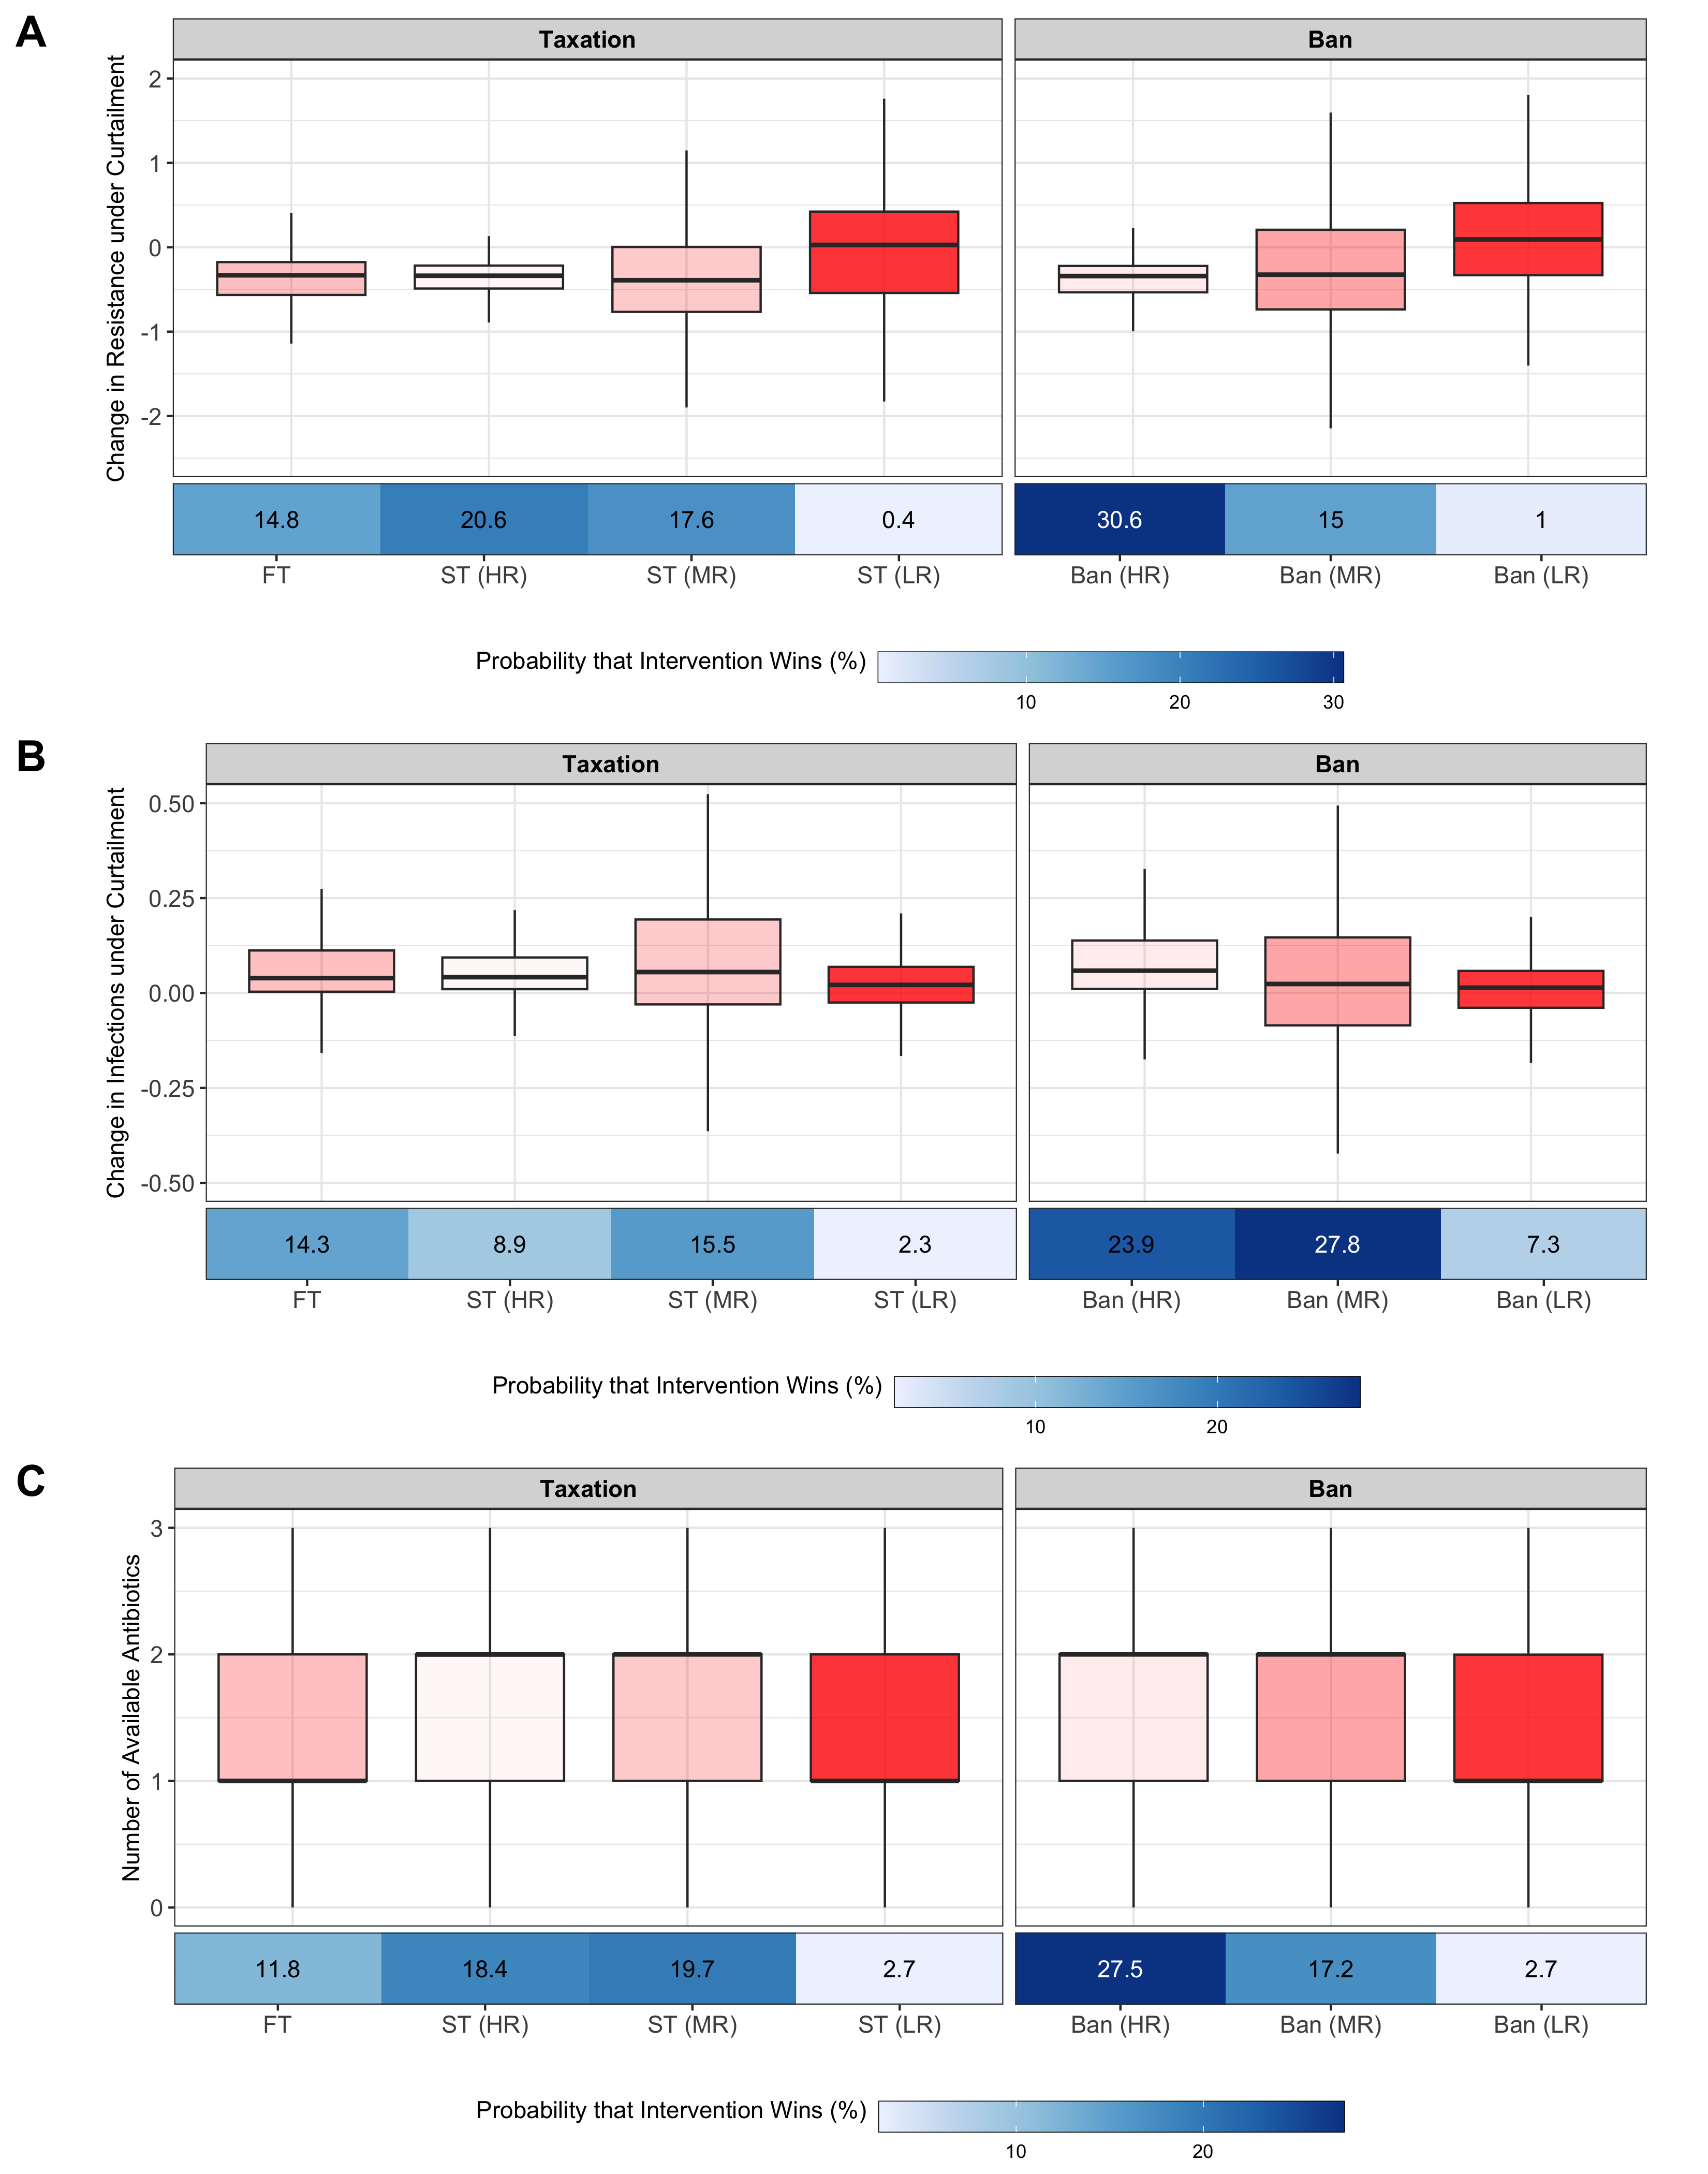 A
Taxation
Ban
Change in Resistance under Curtailment
2
1
0
-1
-2
14.8
20.6
17.6
0.4
30.6
15
1
FT
ST (HR)
ST (MR)
ST (LR)
Ban (HR)
Ban (MR)
Ban (LR)
Probability that Intervention Wins (%)
10
20
30
B
Taxation
Ban
Change in Infections under Curtailment
0.50
0.25
0.00
-0.25
-0.50
14.3
8.9
15.5
2.3
23.9
27.8
7.3
FT
ST (HR)
ST (MR)
ST (LR)
Ban (HR)
Ban (MR)
Ban (LR)
Probability that Intervention Wins (%)
10
20
C
Taxation
Ban
Number of Available Antibiotics
3
2
1
0
11.8
18.4
19.7
2.7
27.5
17.2
2.7
FT
ST (HR)
ST (MR)
ST (LR)
Ban (HR)
Ban (MR)
Ban (LR)
Probability that Intervention Wins (%)
10
20